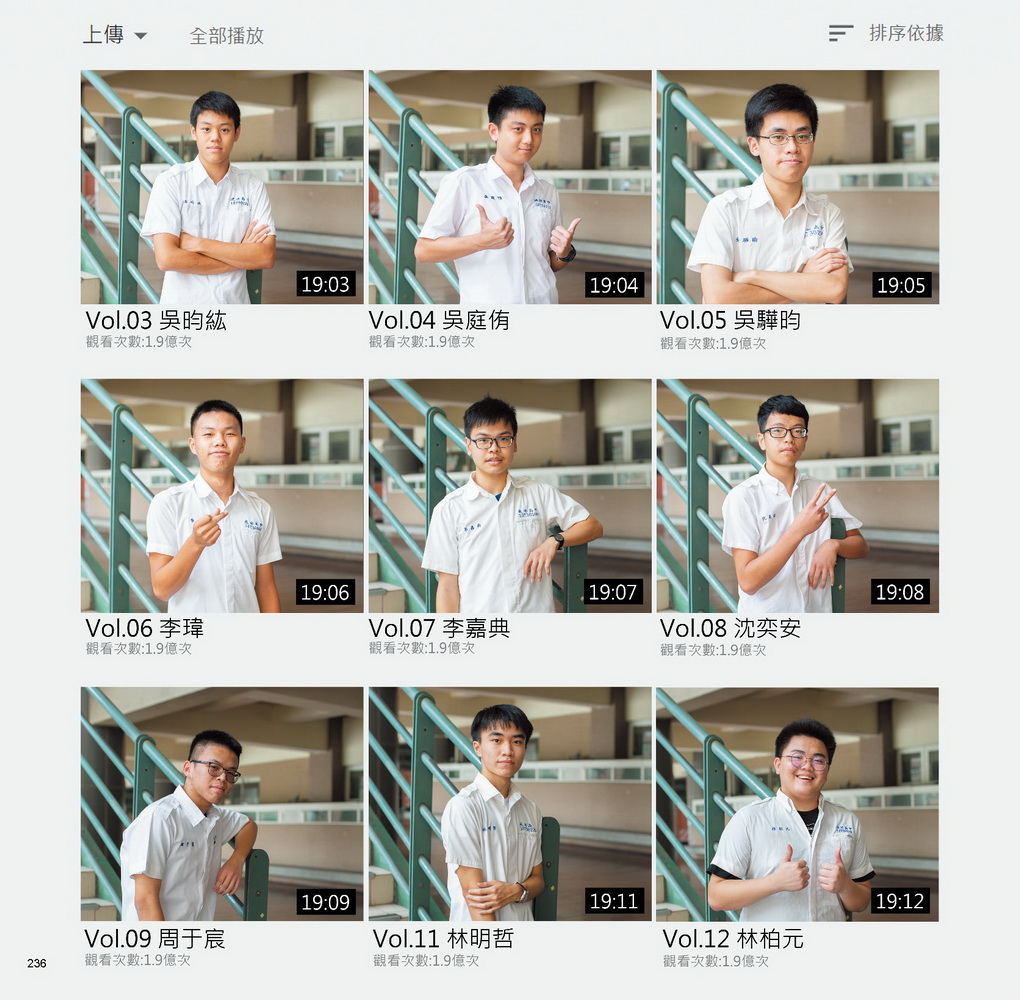 上傳 全部播放 排序依據
19:03 19:04 19:05
Vol.03 吳昀紘 Vol.04 吳庭侑 Vol.05 吳驊昀
觀看次數:1.9億次 觀看次數:1.9億次 觀看次數:1.9億次
19:06 19:07 19:08
Vol.06 李瑋 Vol.07 李嘉典 Vol.08 沈奕安
觀看次數:1.9億次 觀看次數:1.9億次 觀看次數:1.9億次
19:09 19:11 19:12
Vol.09 周于宸 Vol.11 林明哲 Vol.12 林柏元
觀看次數:1.9億次 觀看次數:1.9億次 觀看次數:1.9億次
236